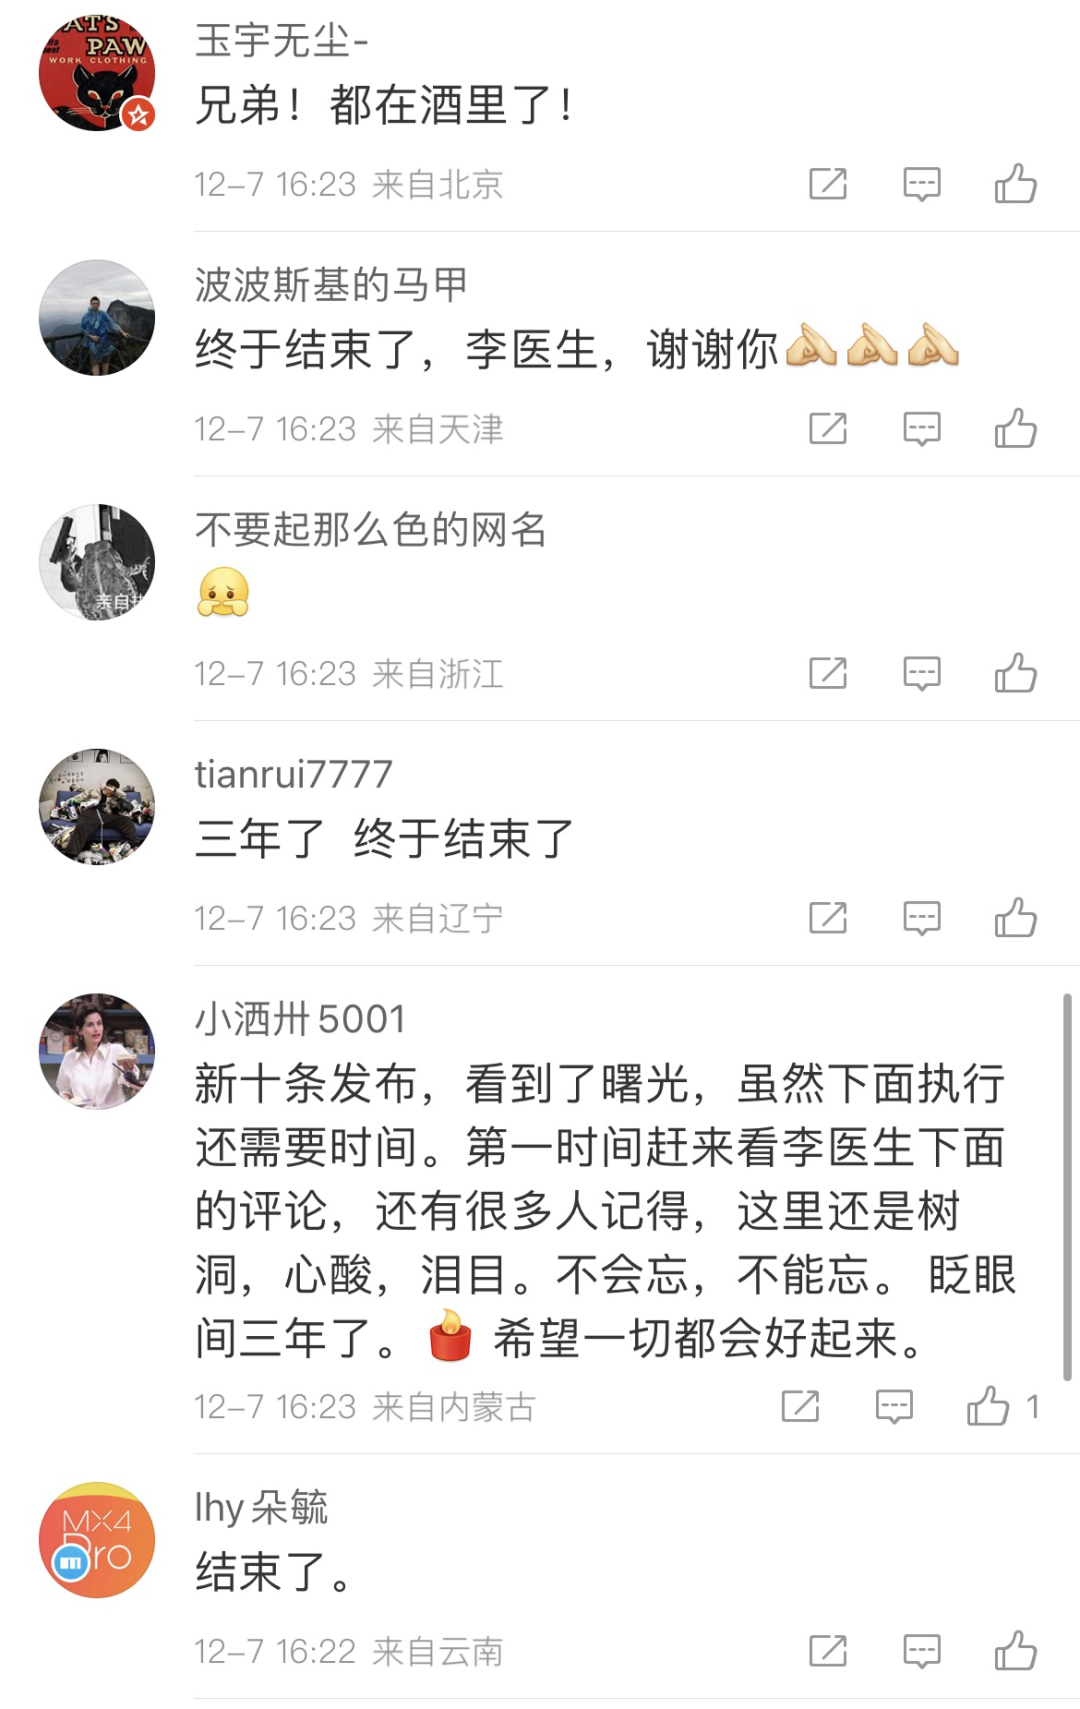 CAT'S
PAW
WORK CLOTHING
玉宇无尘-
兄弟！都在酒里了！
12-7 16:23 来自北京
波波斯基的马甲
终于结束了，李医生，谢谢你
12-7 16:23 来自天津
不要起那么色的网名
亲自
12-7 16:23 来自浙江
tianrui7777
三年了 终于结束了
12-7 16:23 来自辽宁
小洒卅5001
新十条发布，看到了曙光，虽然下面执行
还需要时间。第一时间赶来看李医生下面
的评论，还有很多人记得，这里还是树
洞，心酸，泪目。不会忘，不能忘。 眨眼
间三年了。 希望一切都会好起来。
12-7 16:23 来自内蒙古
1
lhy朵毓
MX4
Pro
结束了。
12-7 16:22 来自云南